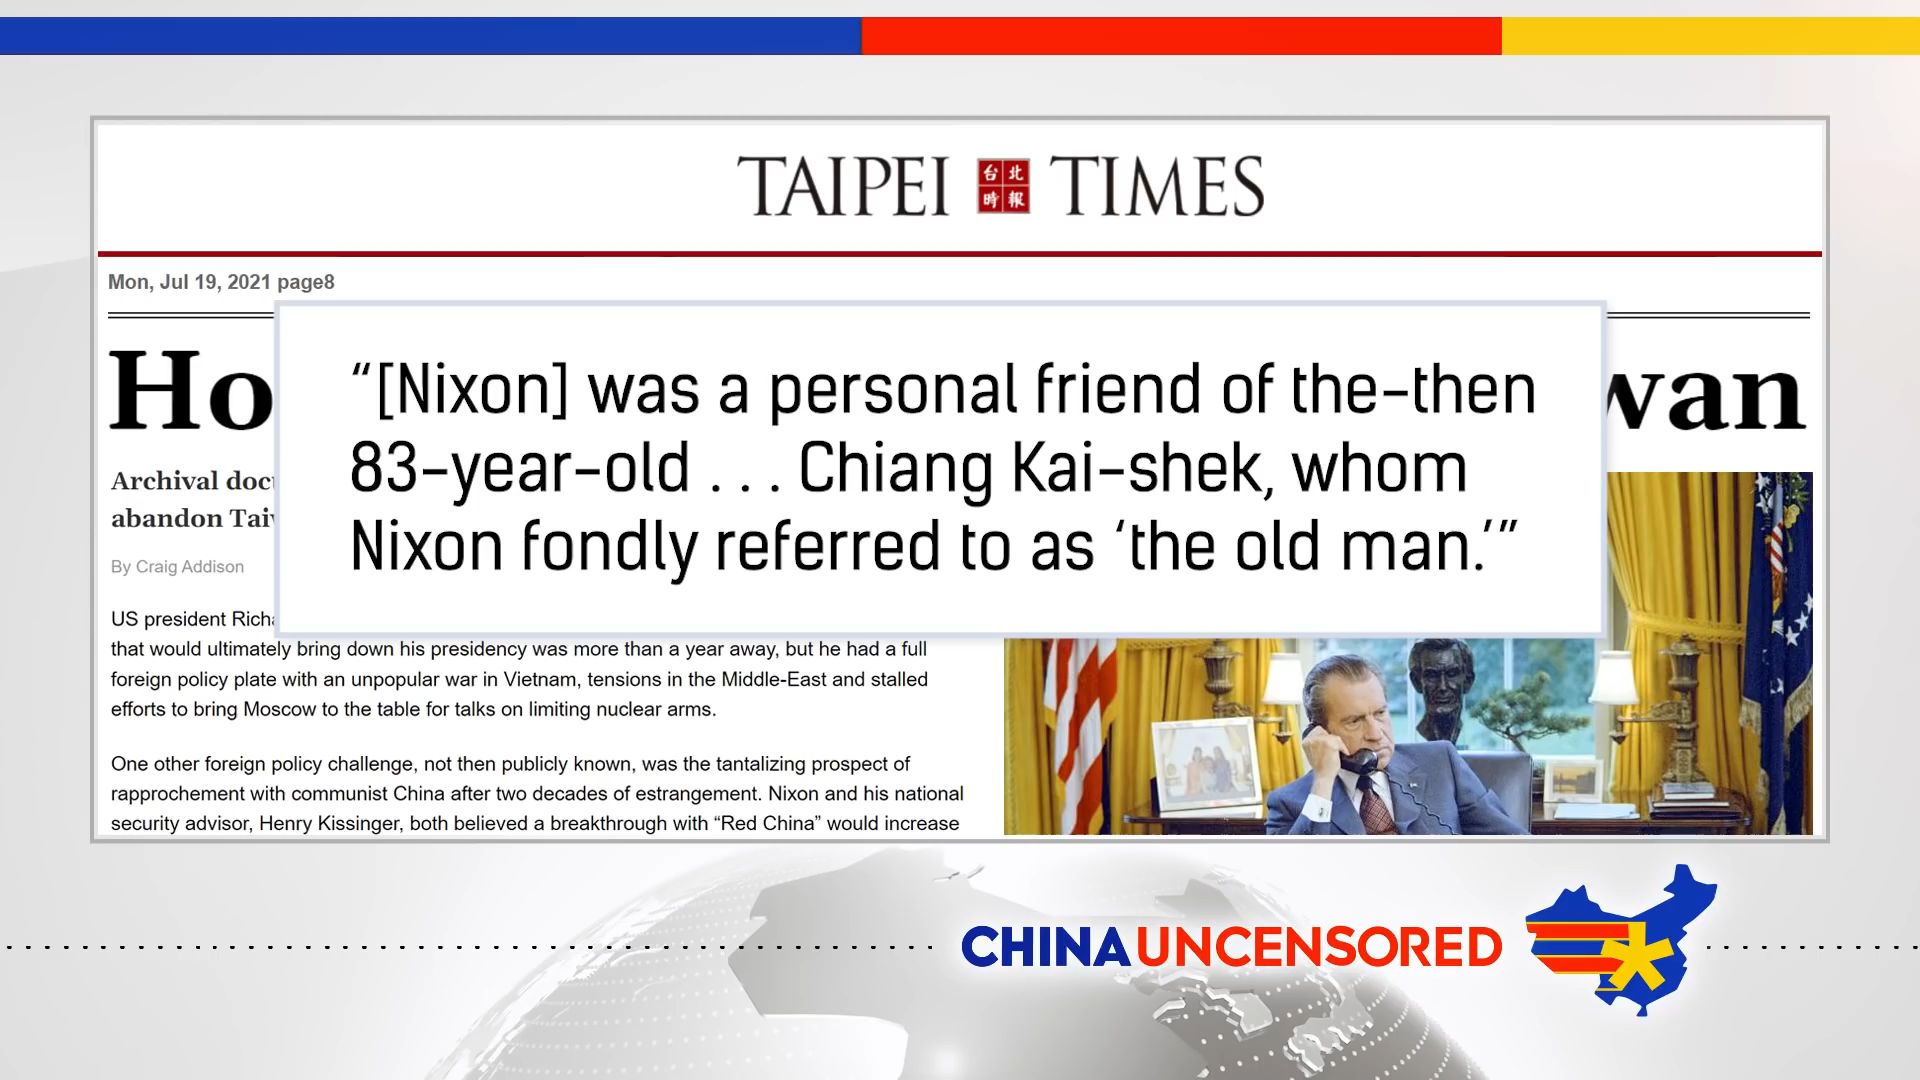 TAIPEI 台北時報 TIMES
Mon, Jul 19, 2021 page8
Ho wan
“[Nixon] was a personal friend of the-then
83-year-old . . . Chiang Kai-shek, whom
Nixon fondly referred to as ‘the old man.’”
Archival
abandon
By Craig Addison
US president
that would ultimately bring down his presidency was more than a year away, but he had a full
foreign policy plate with an unpopular war in Vietnam, tensions in the Middle-East and stalled
efforts to bring Moscow to the table for talks on limiting nuclear arms.
One other foreign policy challenge, not then publicly known, was the tantalizing prospect of
rapprochement with communist China after two decades of estrangement. Nixon and his national
security advisor, Henry Kissinger, both believed a breakthrough with “Red China” would increase
CHINAUNCENSORED